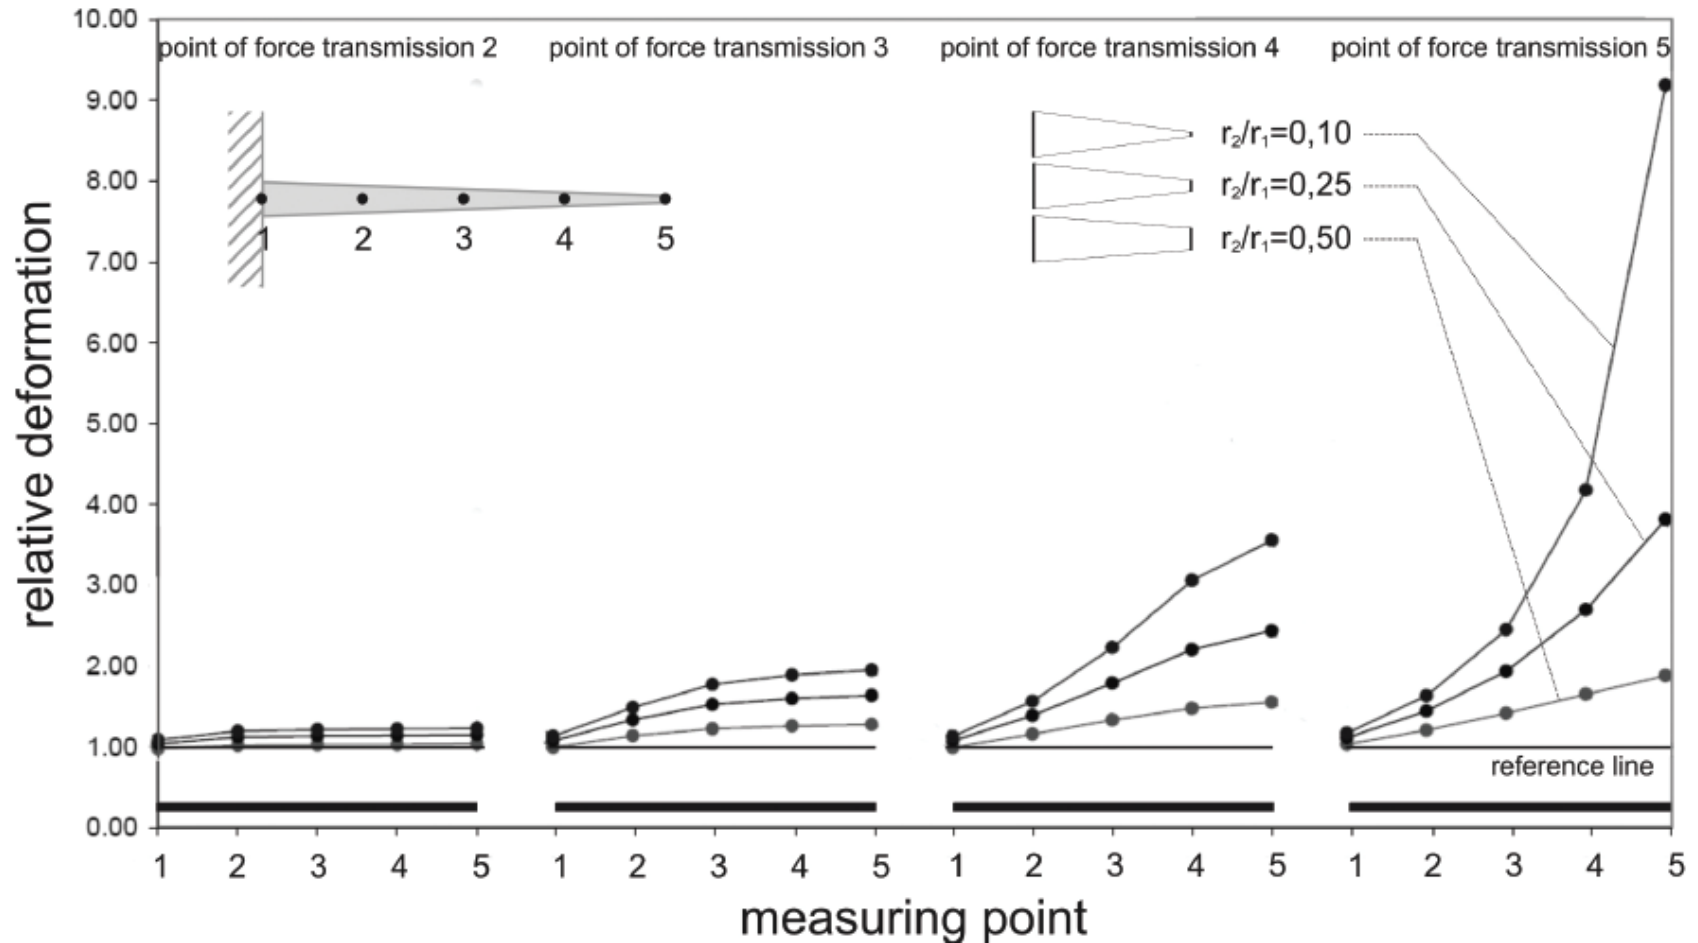 relative deformation
10.00
9.00
8.00
7.00
6.00
5.00
4.00
3.00
2.00
1.00
0.00
point of force transmission 2
point of force transmission 3
point of force transmission 4
point of force transmission 5
1 2 3 4 5
r₂/r₁=0,10
r₂/r₁=0,25
r₂/r₁=0,50
reference line
1 2 3 4 5 1 2 3 4 5 1 2 3 4 5 1 2 3 4 5
measuring point